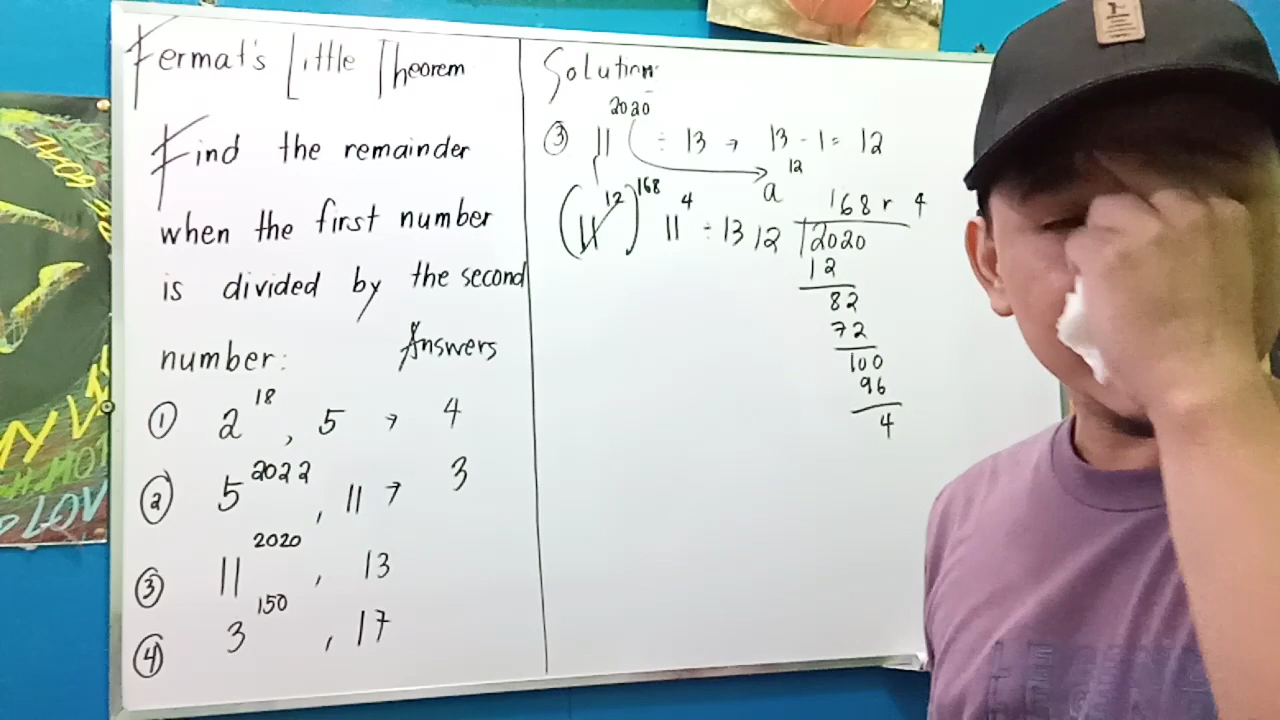 Fermat's Little Theorem
Find the remainder
when the first number
is divided by the second
number: Answers
① 2^18 , 5 → 4
② 5^2022 , 11 → 3
③ 11^2020 , 13
④ 3^150 , 17
Solution:
③ 11^2020 ÷ 13 → 13 - 1 = 12
a^12
(11^12)^168 11^4 ÷ 13
168 r 4
12 2020
12
82
72
100
96
4
LOV